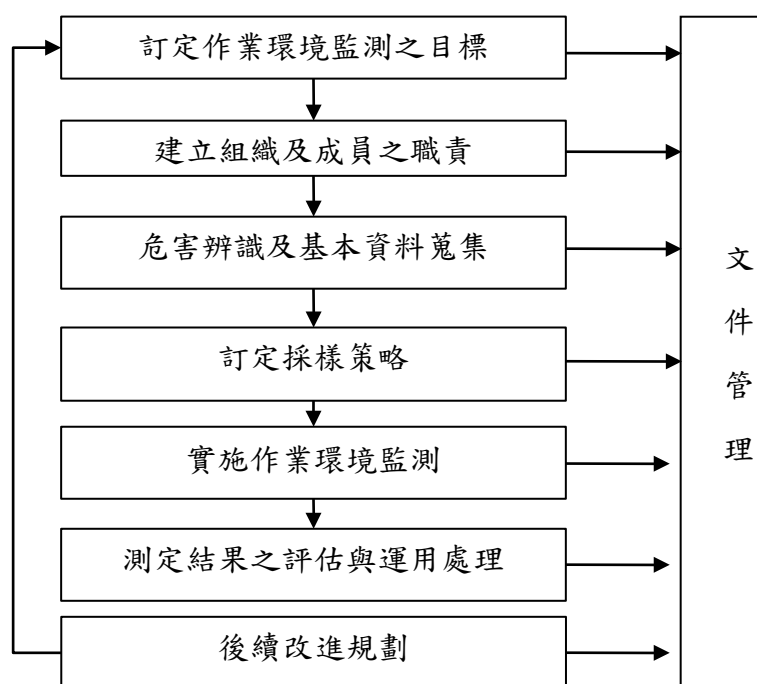 訂定作業環境監測之目標
建立組織及成員之職責
危害辨識及基本資料蒐集
訂定採樣策略
實施作業環境監測
測定結果之評估與運用處理
後續改進規劃
文件管理